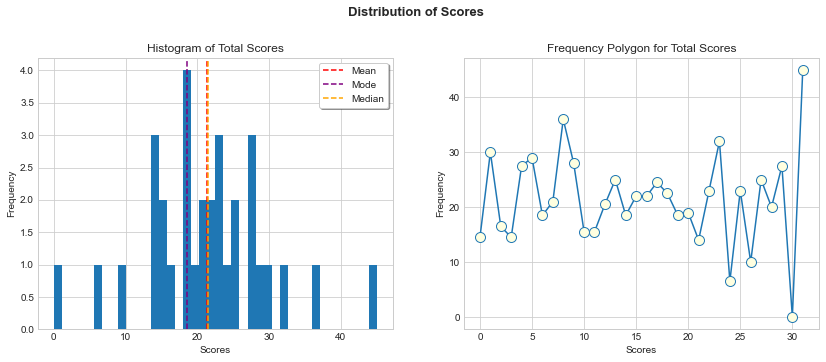 Distribution of Scores
Histogram of Total Scores
Mean
Mode
Median
4.0
3.5
3.0
2.5
2.0
1.5
1.0
0.5
0.0
Frequency
0 10 20 30 40
Scores
Frequency Polygon for Total Scores
40
30
20
10
0
Frequency
0 5 10 15 20 25 30
Scores